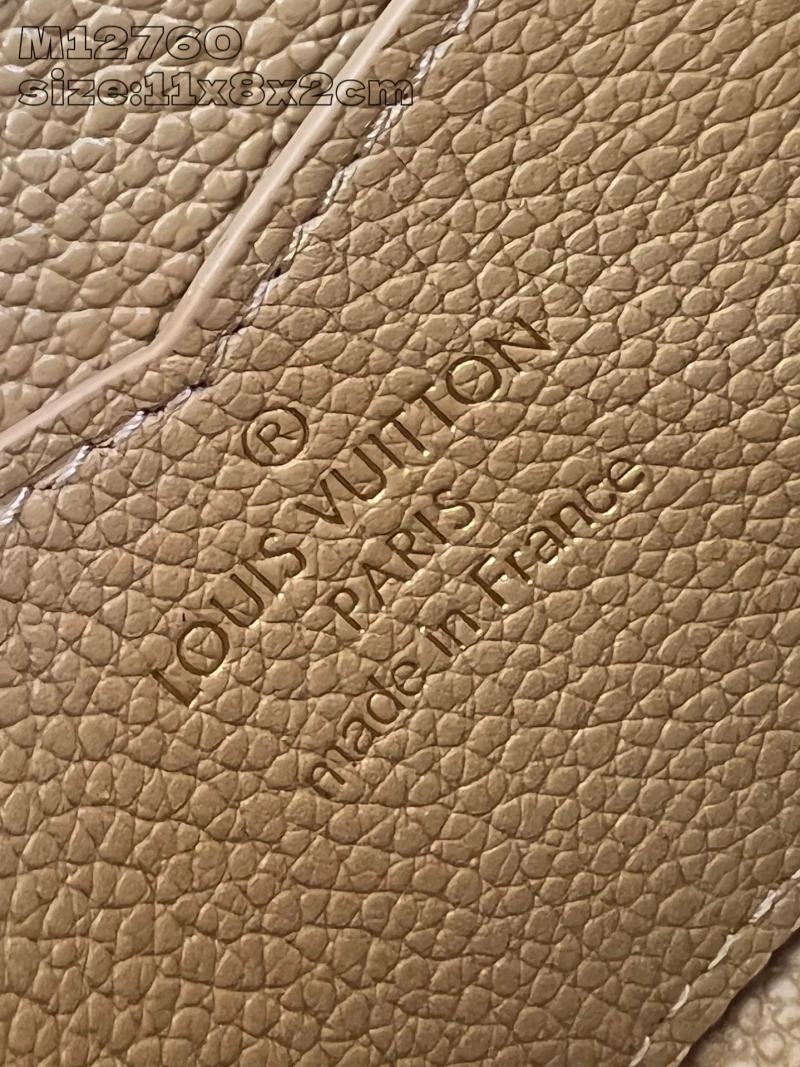 M12760
size:11x8x2cm
®
LOUIS VUITTON
PARIS
made in France